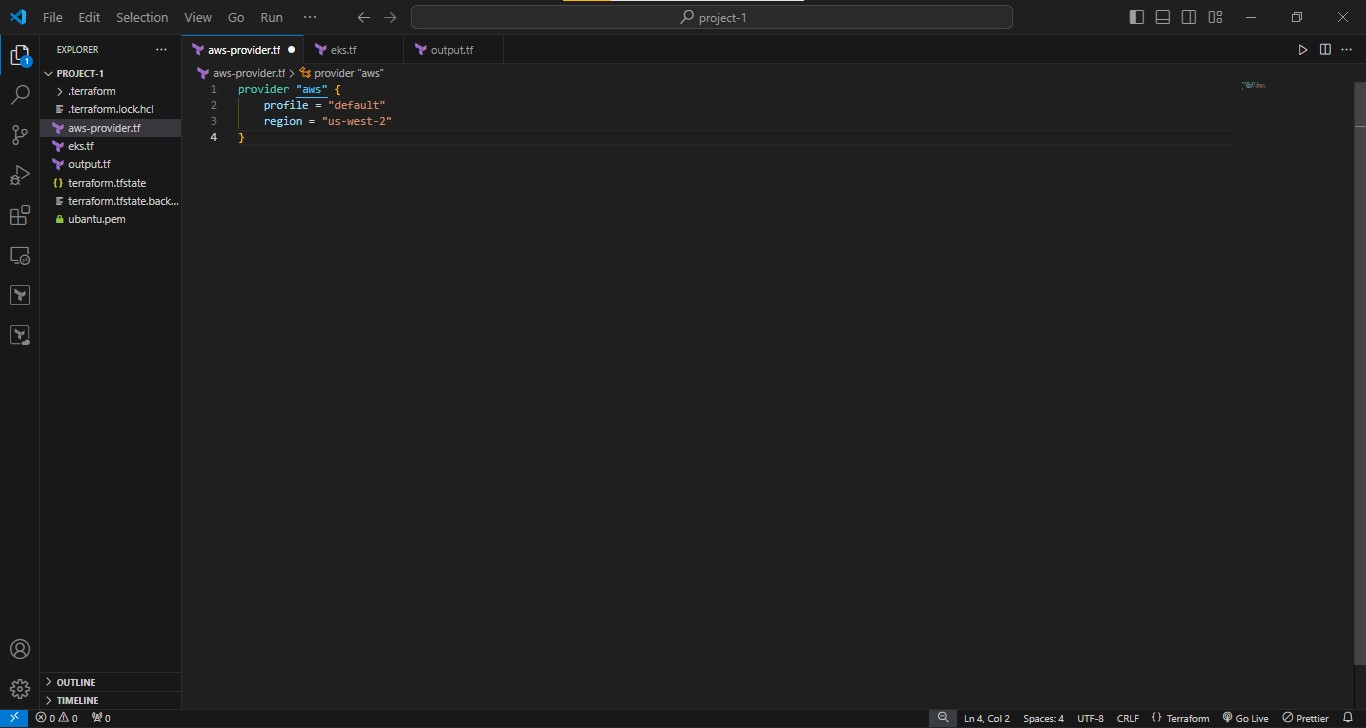 File Edit Selection View Go Run ···
project-1
EXPLORER ···
aws-provider.tf
eks.tf
output.tf
PROJECT-1
.terraform
.terraform.lock.hcl
aws-provider.tf
eks.tf
output.tf
terraform.tfstate
terraform.tfstate.back...
ubantu.pem
aws-provider.tf > provider "aws"
1 provider "aws" {
2 profile = "default"
3 region = "us-west-2"
4 }
1
OUTLINE
TIMELINE
0 0 0
Ln 4, Col 2 Spaces: 4 UTF-8 CRLF {} Terraform Go Live Prettier